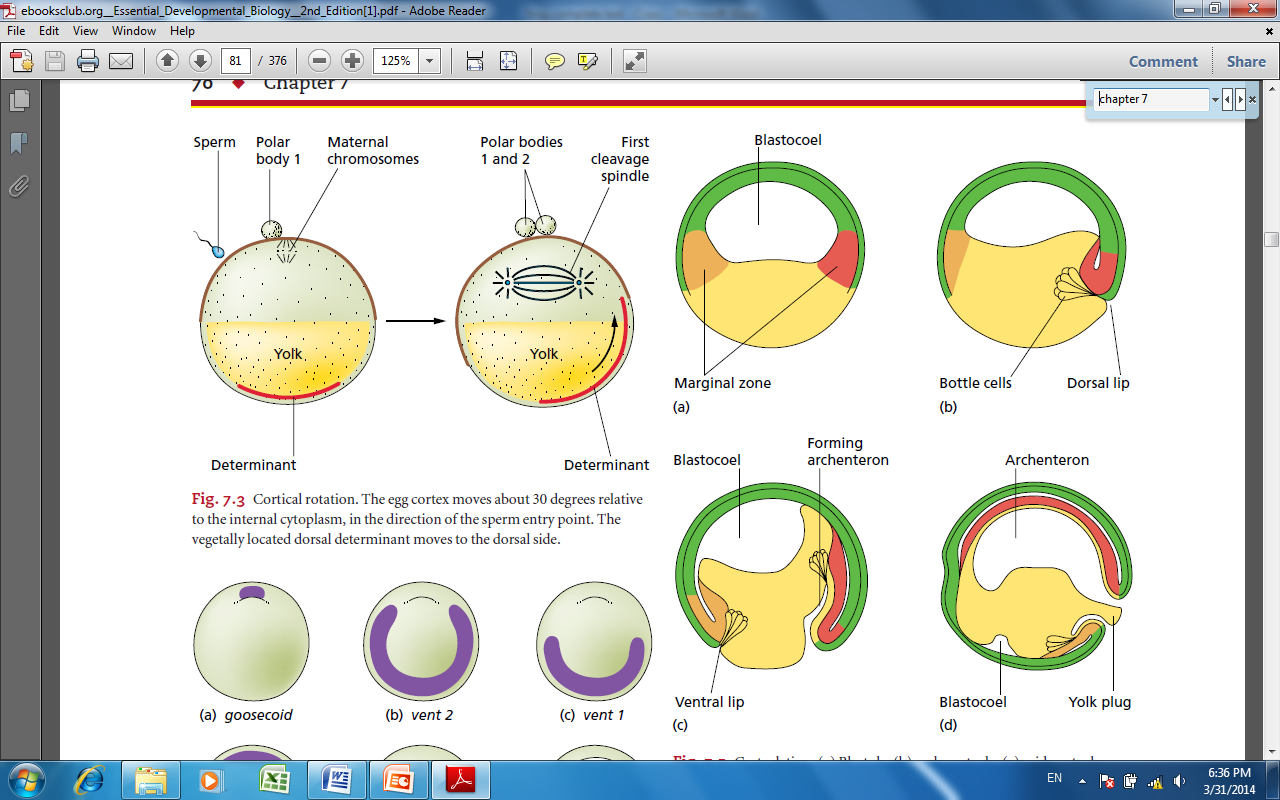 ebooksclub.org__Essential_Developmental_Biology__2nd_Edition[1].pdf - Adobe Reader
File Edit View Window Help
81 / 376 125% Comment Share
chapter 7
70 ◆ Chapter 7
Sperm
Polar
body 1
Maternal
chromosomes
Polar bodies
1 and 2
First
cleavage
spindle
Yolk
Yolk
Determinant
Determinant
Fig. 7.3 Cortical rotation. The egg cortex moves about 30 degrees relative
to the internal cytoplasm, in the direction of the sperm entry point. The
vegetally located dorsal determinant moves to the dorsal side.
(a) goosecoid
(b) vent 2
(c) vent 1
Blastocoel
Marginal zone
(a)
Bottle cells
Dorsal lip
(b)
Blastocoel
Forming
archenteron
Ventral lip
(c)
Archenteron
Blastocoel
Yolk plug
(d)
EN
6:36 PM
3/31/2014